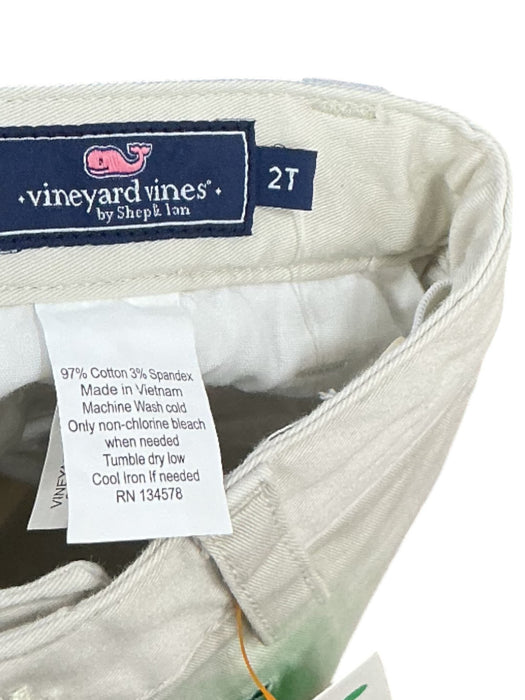 ·vineyard vines®·
by Shep & Ian
2T
97% Cotton 3% Spandex
Made in Vietnam
Machine Wash cold
Only non-chlorine bleach
when needed
Tumble dry low
Cool Iron If needed
RN 134578